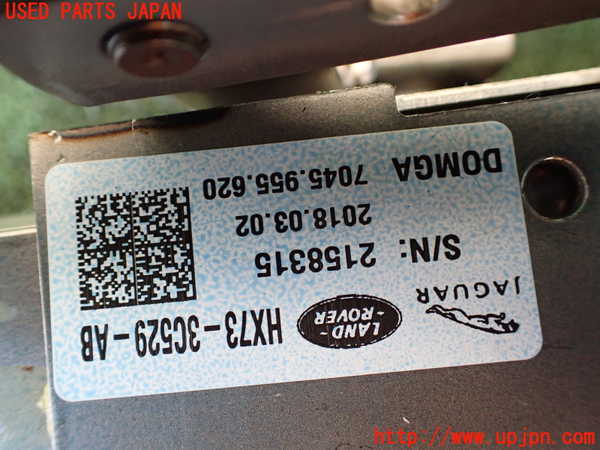 USED PARTS JAPAN
JAGUAR
LAND-
ROVER
HX73-3C529-AB
S/N: 2158315
2018.03.02
DOMGA 7045.955.620
http://www.upjpn.com/